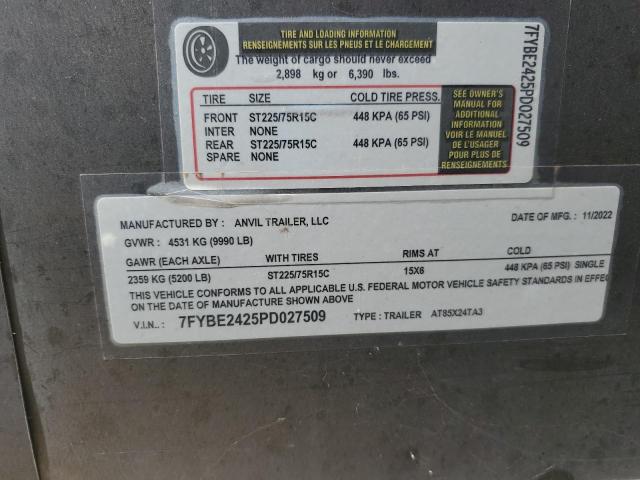 TIRE AND LOADING INFORMATION
RENSEIGNEMENTS SUR LES PNEUS ET LE CHARGEMENT
The weight of cargo should never exceed
2,898 kg or 6,390 lbs.
TIRE SIZE COLD TIRE PRESS.
FRONT ST225/75R15C 448 KPA (65 PSI)
INTER NONE
REAR ST225/75R15C 448 KPA (65 PSI)
SPARE NONE
SEE OWNER'S
MANUAL FOR
ADDITIONAL
INFORMATION
VOIR LE MANUEL
DE L'USAGER
POUR PLUS DE
RENSEIGNEMENTS
7FYBE2425PD027509
MANUFACTURED BY : ANVIL TRAILER, LLC DATE OF MFG. : 11/2022
GVWR : 4531 KG (9990 LB)
GAWR (EACH AXLE) WITH TIRES RIMS AT COLD
2359 KG (5200 LB) ST225/75R15C 15X6 448 KPA (65 PSI) SINGLE
THIS VEHICLE CONFORMS TO ALL APPLICABLE U.S. FEDERAL MOTOR VEHICLE SAFETY STANDARDS IN EFFEC
ON THE DATE OF MANUFACTURE SHOWN ABOVE
V.I.N.: 7FYBE2425PD027509 TYPE : TRAILER AT85X24TA3